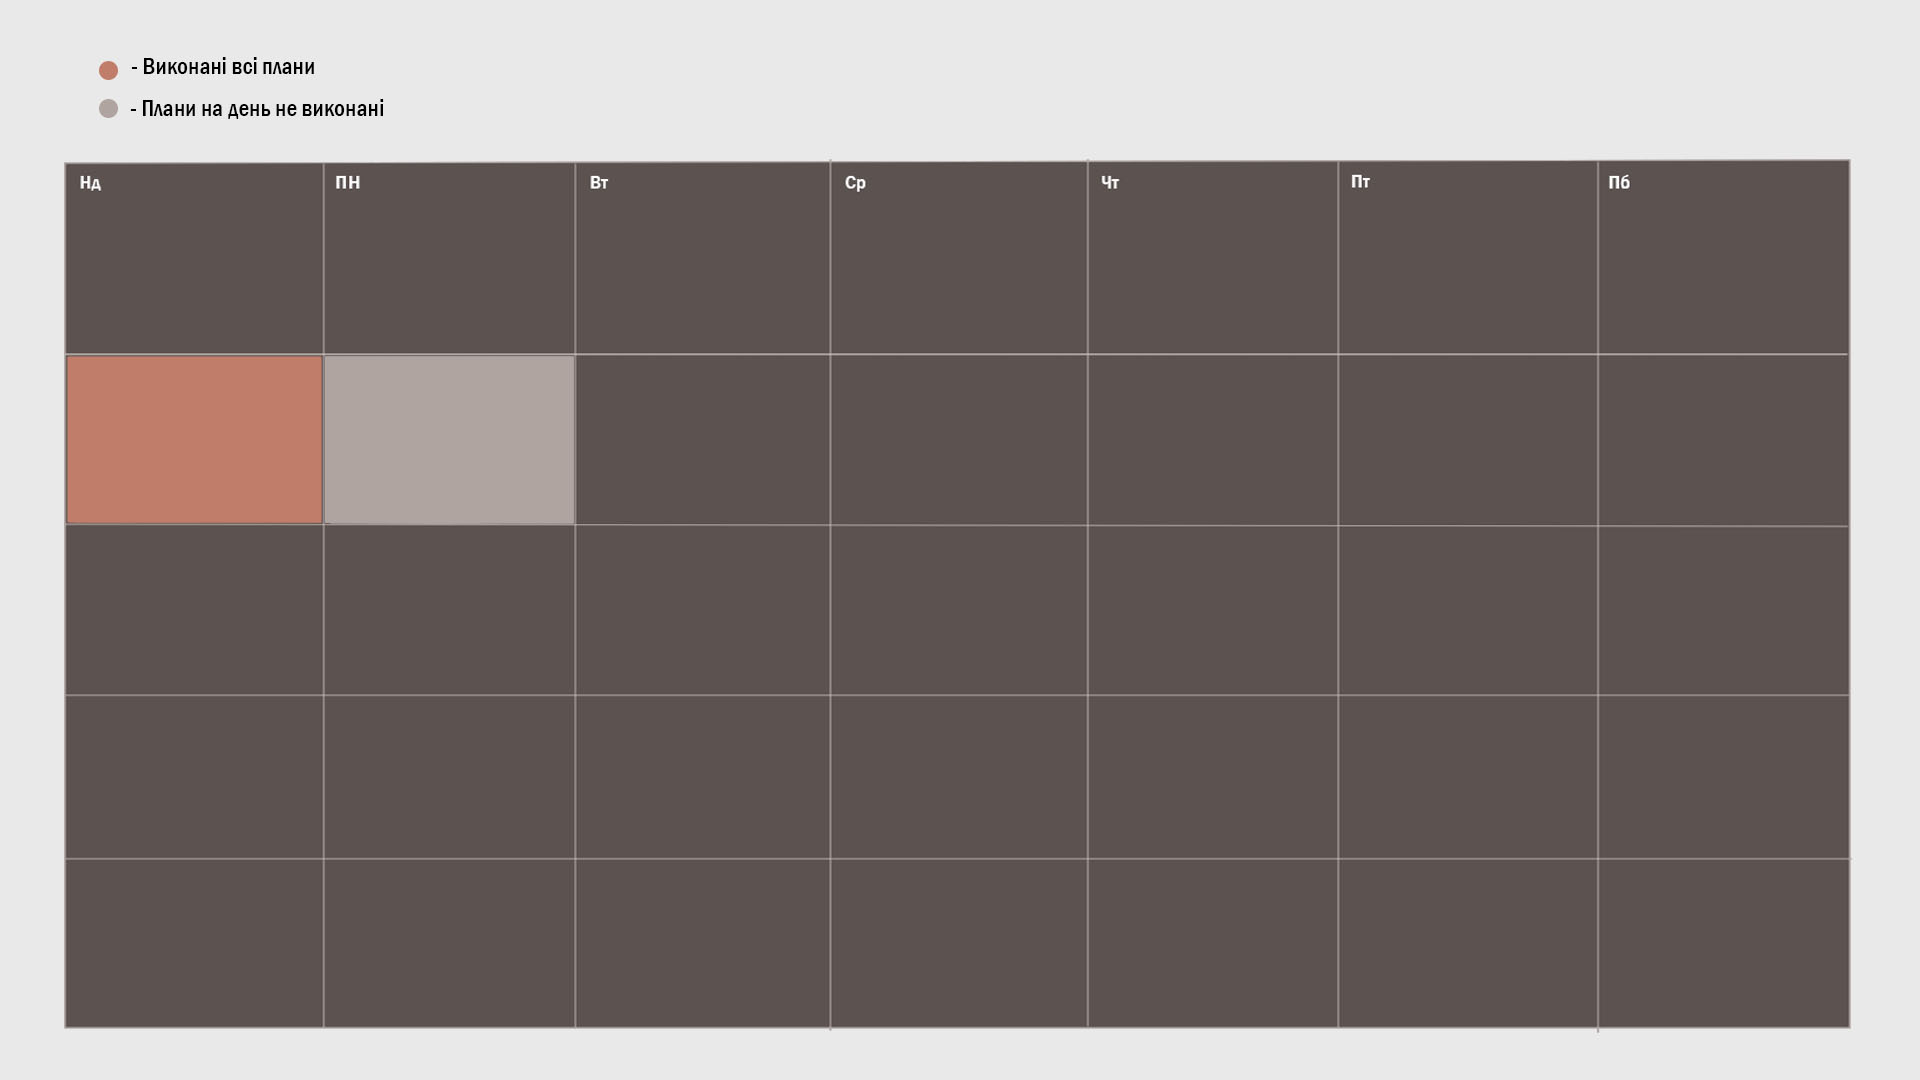 - Виконані всі плани
- Плани на день не виконані
Нд ПН Вт Ср Чт Пт Пб